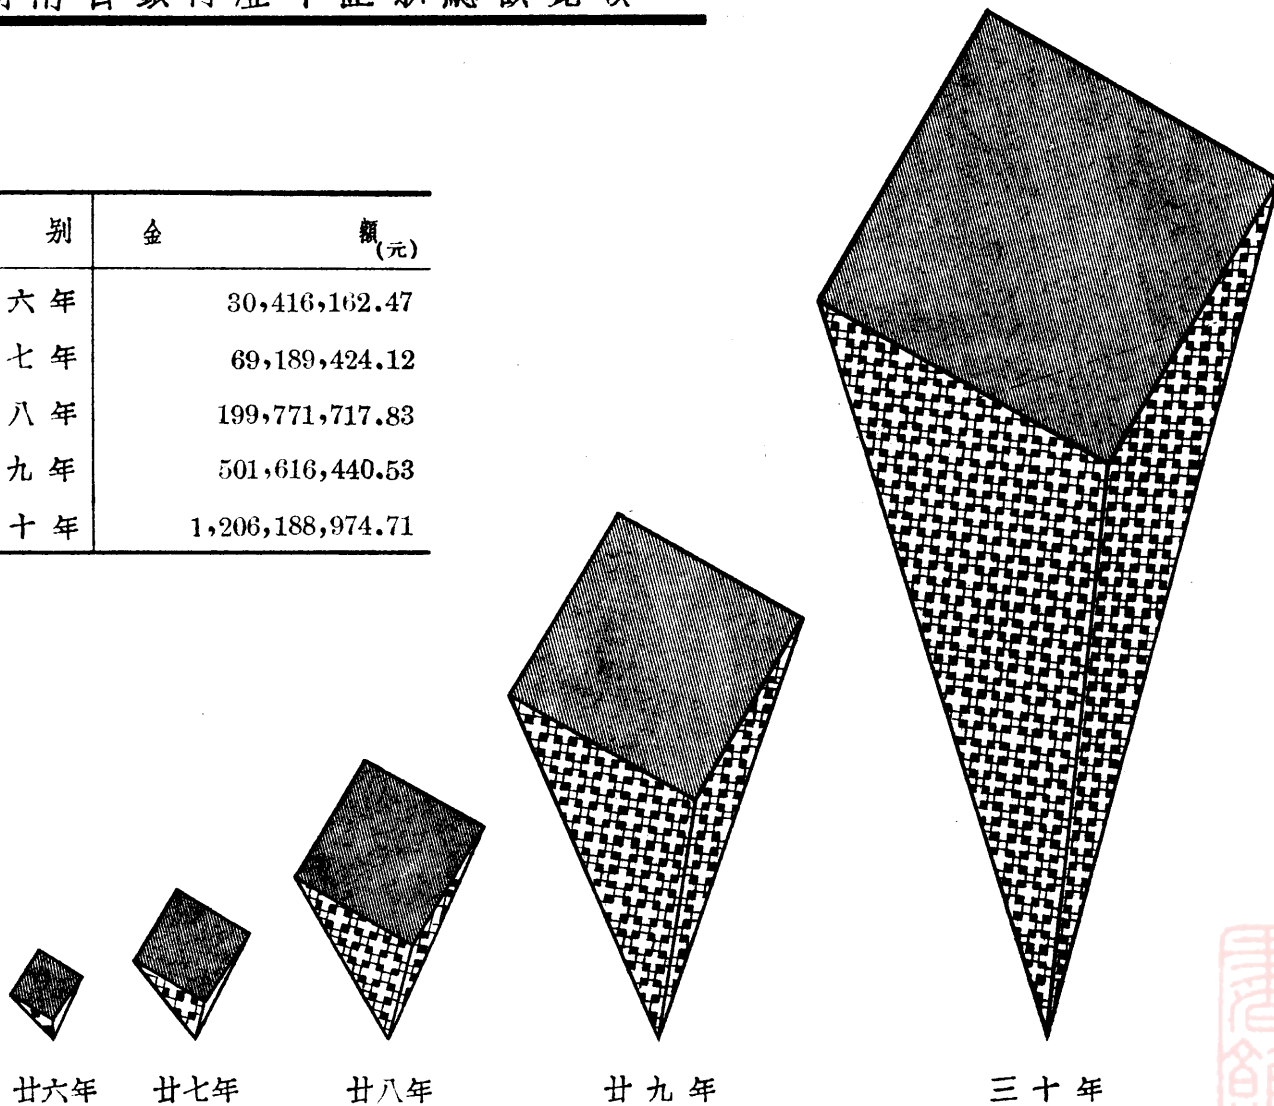 别 金 額(元)
六年 30,416,162.47
七年 69,189,424.12
八年 199,771,717.83
九年 501,616,440.53
十年 1,206,188,974.71
廿六年 廿七年 廿八年 廿九年 三十年